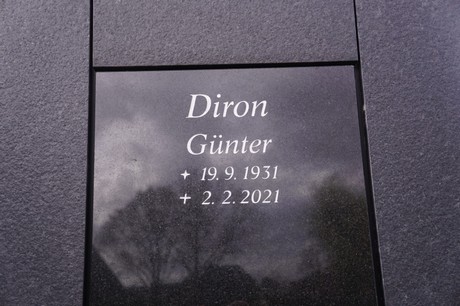 Diron
Günter
✦ 19. 9. 1931
✝ 2. 2. 2021